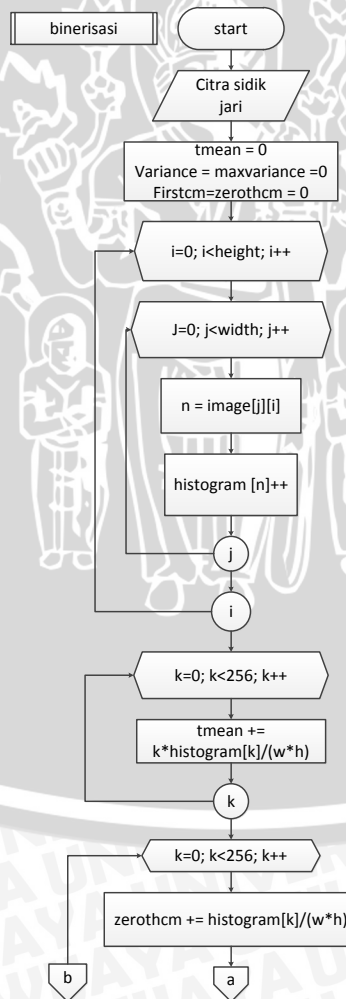 binerisasi
start
Citra sidik
jari
tmean = 0
Variance = maxvariance =0
Firstcm=zerothcm = 0
i=0; i<height; i++
J=0; j<width; j++
n = image[j][i]
histogram [n]++
j
i
k=0; k<256; k++
tmean +=
k*histogram[k]/(w*h)
k
k=0; k<256; k++
zerothcm += histogram[k]/(w*h)
b
a